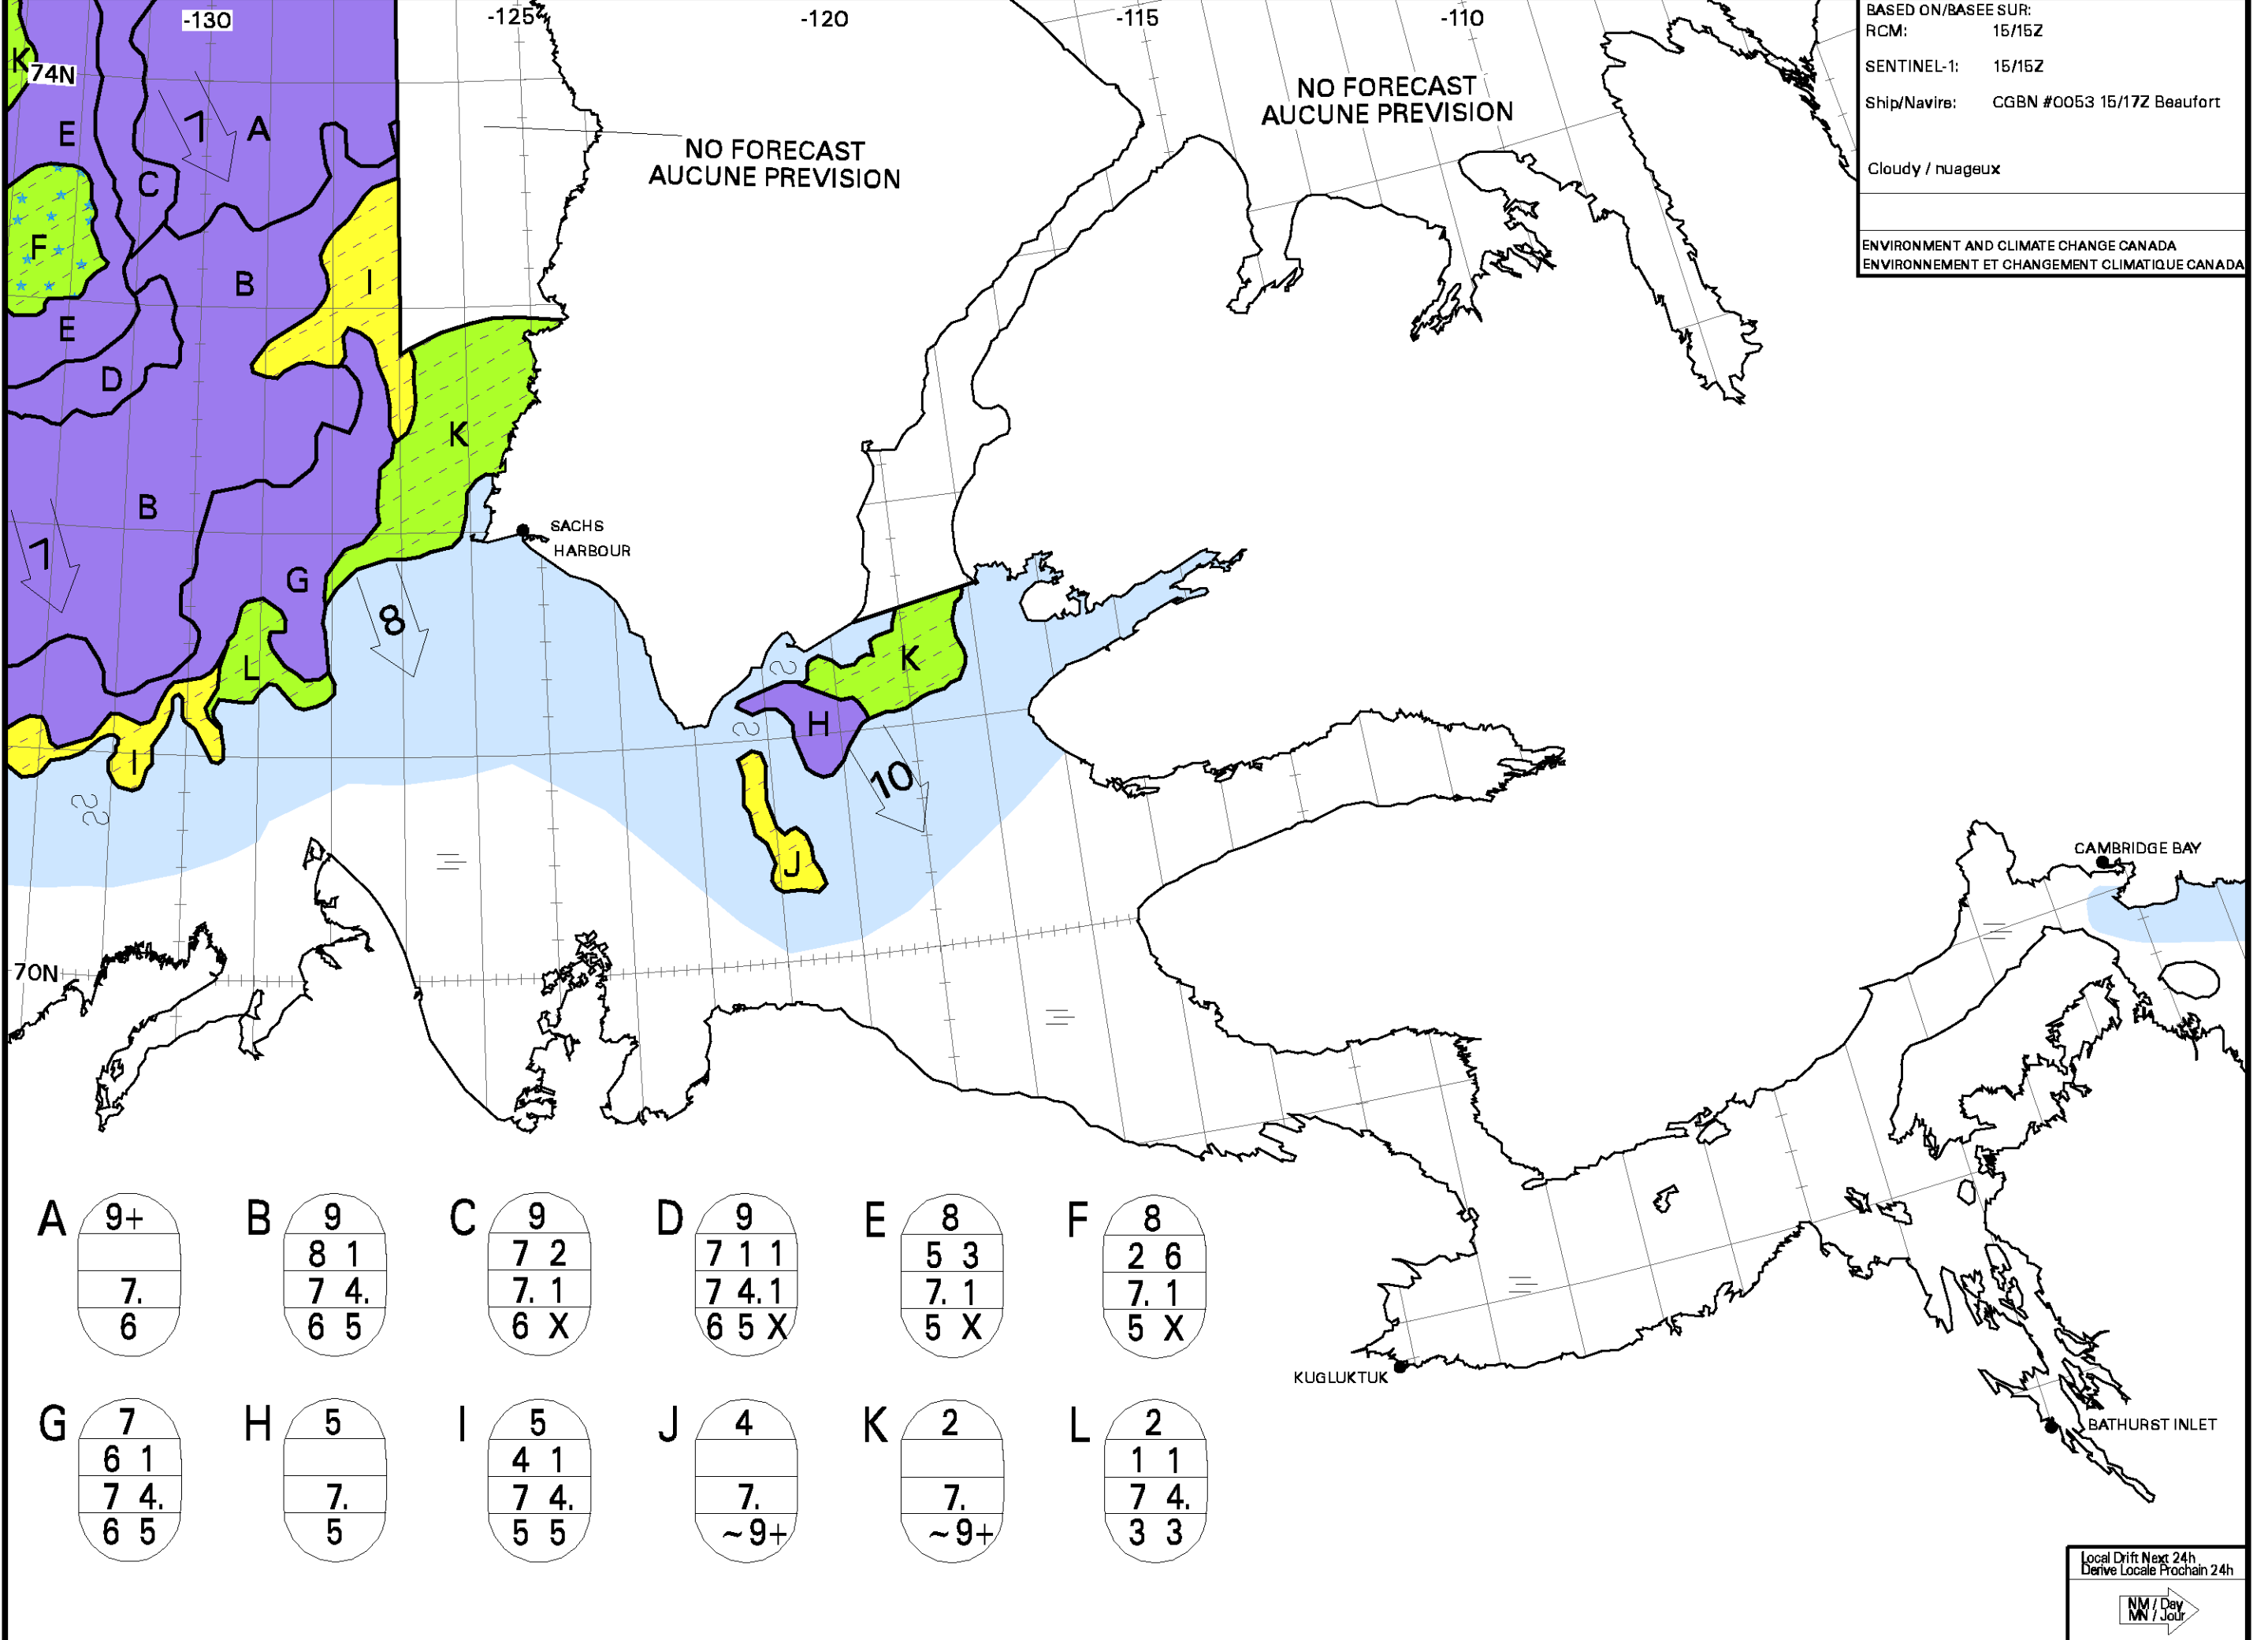 -130
-125
-120
-115
-110
BASED ON/BASEE SUR:
RCM: 15/15Z
SENTINEL-1: 15/15Z
Ship/Navire: CGBN #0053 15/17Z Beaufort
Cloudy / nuageux
ENVIRONMENT AND CLIMATE CHANGE CANADA
ENVIRONNEMENT ET CHANGEMENT CLIMATIQUE CANADA
K
74N
E
7
A
C
NO FORECAST
AUCUNE PREVISION
NO FORECAST
AUCUNE PREVISION
F
B
I
E
D
K
B
SACHS
HARBOUR
7
G
8
L
K
H
I
10
J
CAMBRIDGE BAY
70N
KUGLUKTUK
BATHURST INLET
A
9+
7.
6
B
9
8 1
7 4.
6 5
C
9
7 2
7. 1
6 X
D
9
7 1 1
7 4. 1
6 5 X
E
8
5 3
7. 1
5 X
F
8
2 6
7. 1
5 X
G
7
6 1
7 4.
6 5
H
5
7.
5
I
5
4 1
7 4.
5 5
J
4
7.
~9+
K
2
7.
~9+
L
2
1 1
7 4.
3 3
Local Drift Next 24h
Derive Locale Prochain 24h
NM / Day
MN / Jour